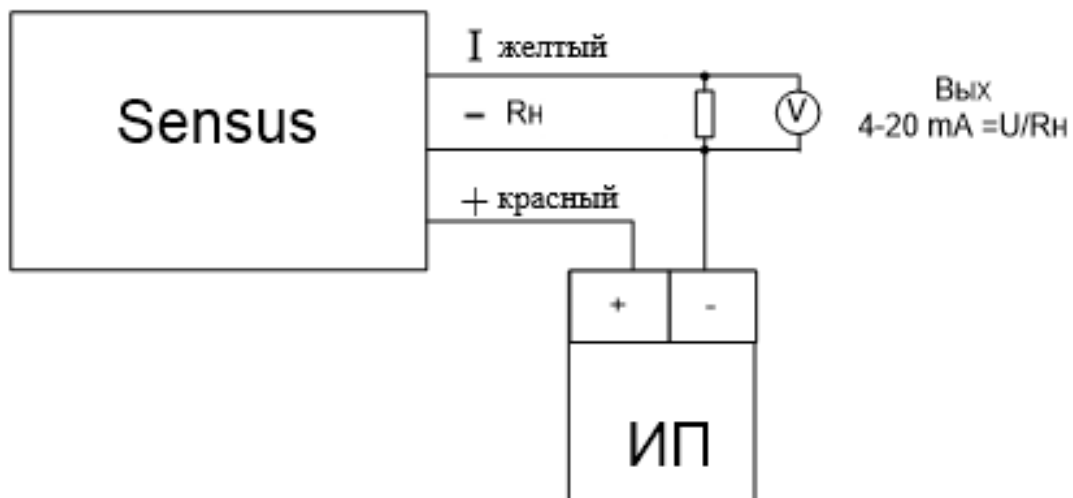 I желтый
Sensus
- Rн
Вых
4-20 mA =U/Rн
+ красный
+ -
ИП
V